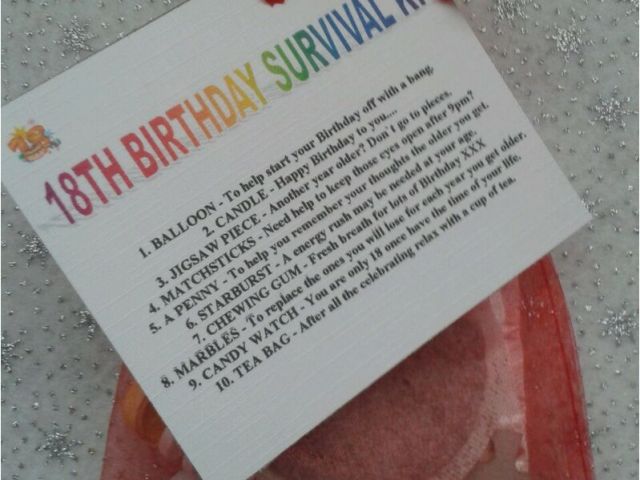 18TH BIRTHDAY SURVIVAL
1. BALLOON - To help start your Birthday off with a bang.
2. CANDLE - Happy Birthday to you....
3. JIGSAW PIECE - Another year older? Don't go to pieces.
4. MATCHSTICKS - Need help to keep those eyes open after 9pm?
5. A PENNY - To help you remember your thoughts the older you get.
6. STARBURST - A energy rush may be needed at your age.
7. CHEWING GUM - Fresh breath for lots of Birthday XXX
8. MARBLES - To replace the ones you will lose for each year you get older.
9. CANDY WATCH - You are only 18 once have the time of your life.
10. TEA BAG - After all the celebrating relax with a cup of tea.